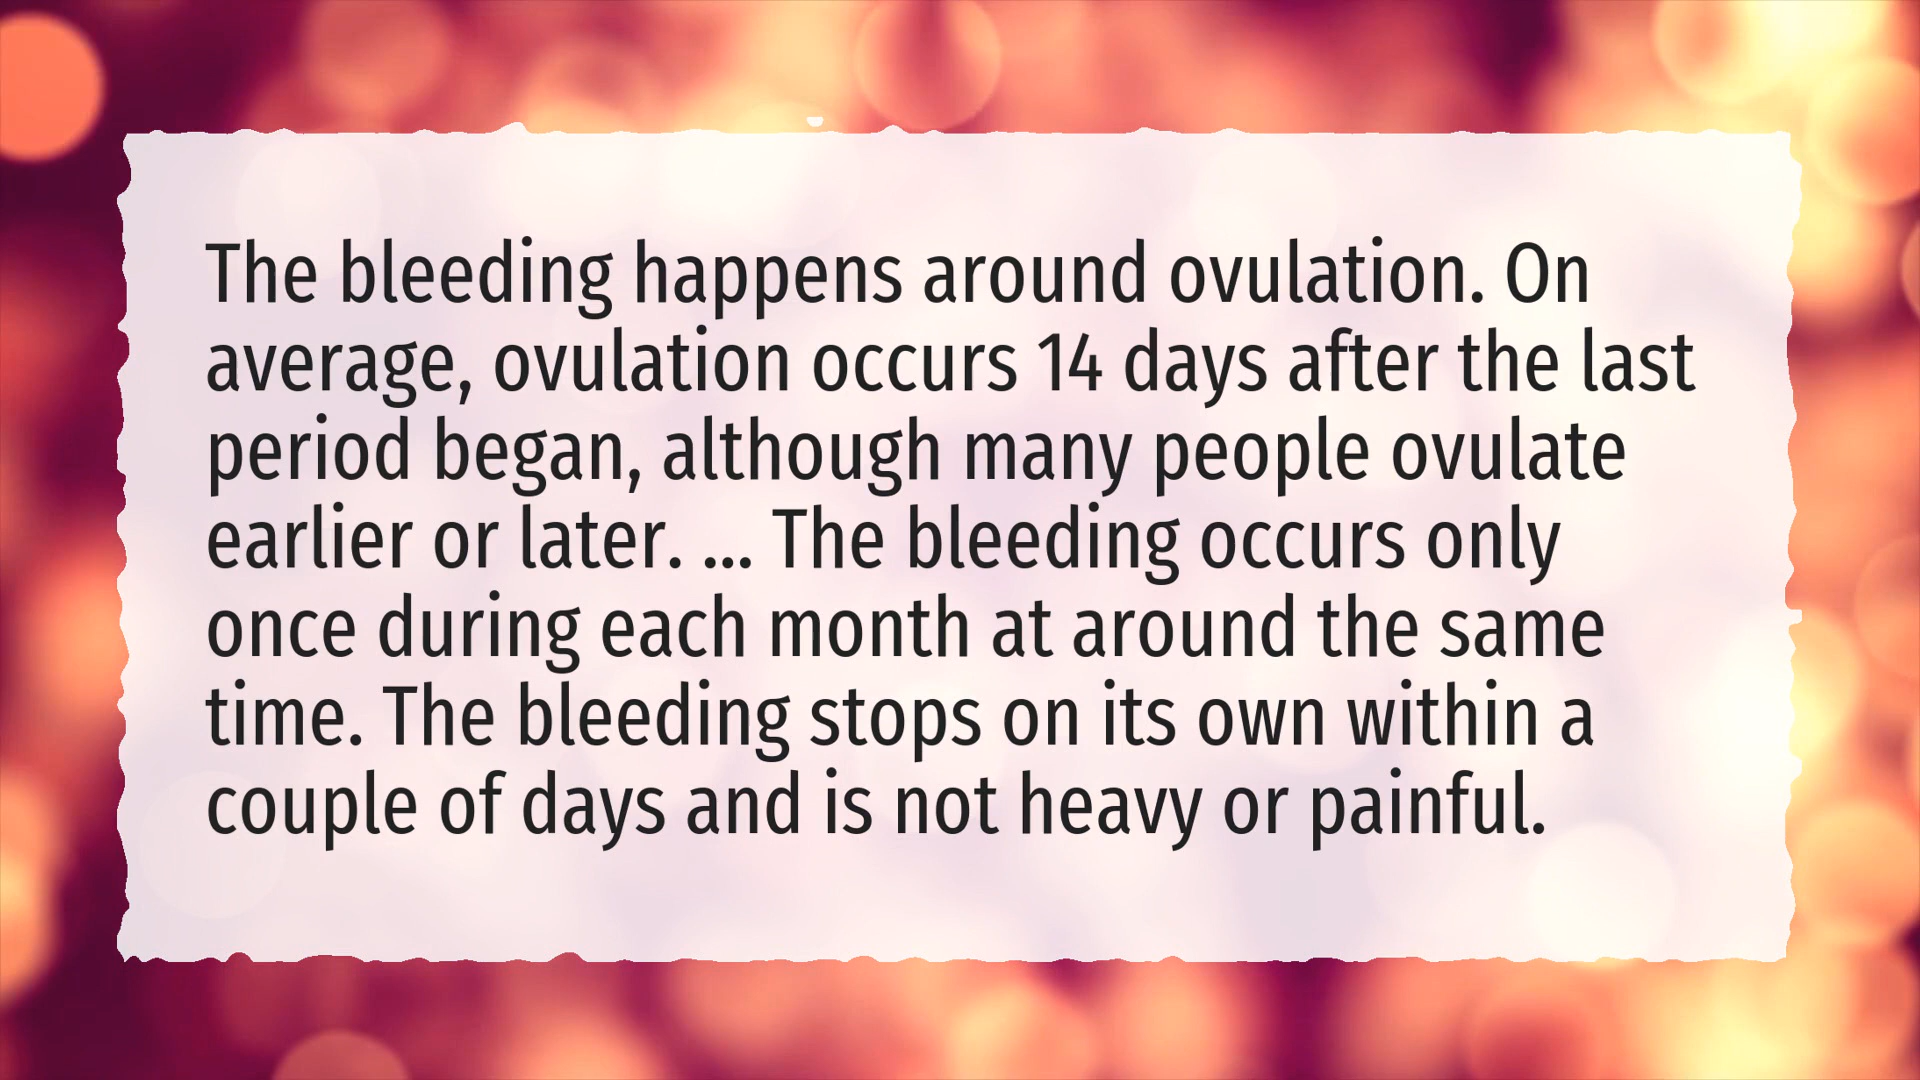 The bleeding happens around ovulation. On
average, ovulation occurs 14 days after the last
period began, although many people ovulate
earlier or later. ... The bleeding occurs only
once during each month at around the same
time. The bleeding stops on its own within a
couple of days and is not heavy or painful.